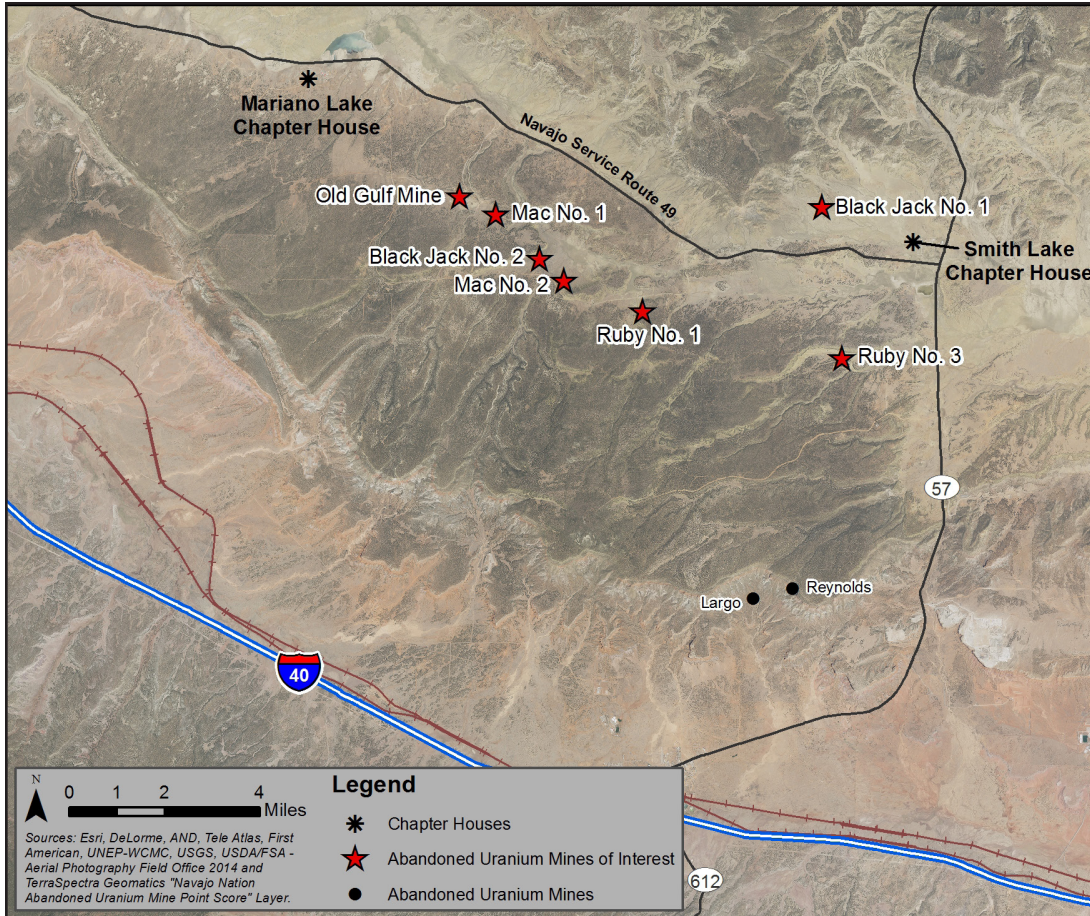 Mariano Lake
Chapter House
Navajo Service Route 49
Old Gulf Mine
Mac No. 1
Black Jack No. 1
Black Jack No. 2
Smith Lake
Chapter House
Mac No. 2
Ruby No. 1
Ruby No. 3
57
Reynolds
Largo
40
N
0 1 2 4
Miles
Sources: Esri, DeLorme, AND, Tele Atlas, First
American, UNEP-WCMC, USGS, USDA/FSA -
Aerial Photography Field Office 2014 and
TerraSpectra Geomatics "Navajo Nation
Abandoned Uranium Mine Point Score" Layer.
Legend
Chapter Houses
Abandoned Uranium Mines of Interest
Abandoned Uranium Mines
612